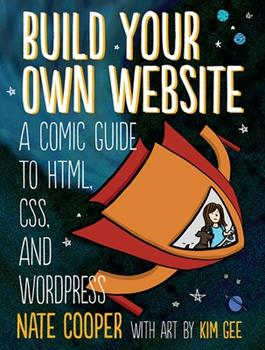 BUILD YOUR
OWN WEBSITE
A COMIC GUIDE
TO HTML,
CSS,
AND
WORDPRESS
NATE COOPER WITH ART BY KIM GEE